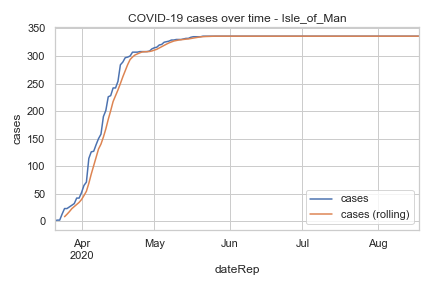 COVID-19 cases over time - Isle_of_Man
350
300
250
200
150
100
50
0
cases
Apr
2020
May
Jun
Jul
Aug
dateRep
cases
cases (rolling)